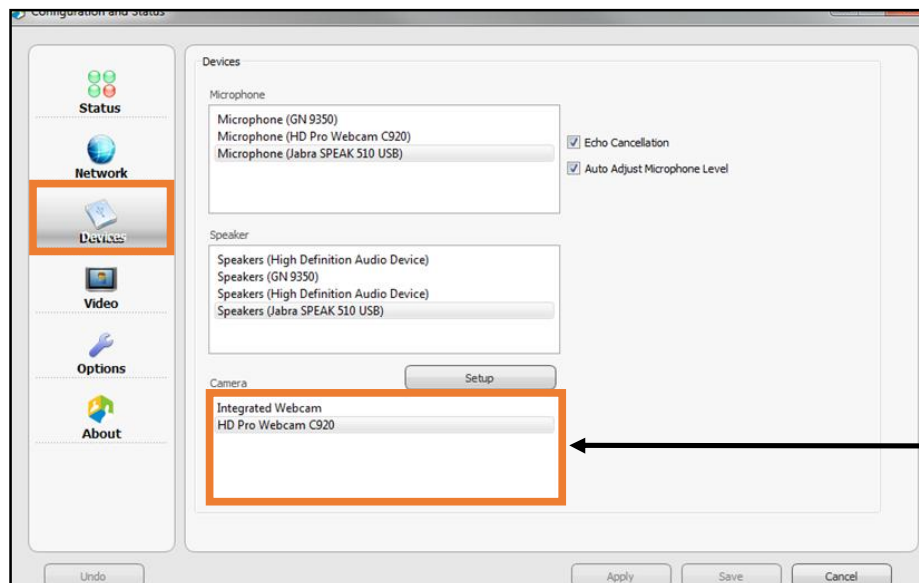 Configuration and Status
Status
Network
Devices
Video
Options
About
Devices
Microphone
Microphone (GN 9350)
Microphone (HD Pro Webcam C920)
Microphone (Jabra SPEAK 510 USB)
Echo Cancellation
Auto Adjust Microphone Level
Speaker
Speakers (High Definition Audio Device)
Speakers (GN 9350)
Speakers (High Definition Audio Device)
Speakers (Jabra SPEAK 510 USB)
Setup
Camera
Integrated Webcam
HD Pro Webcam C920
Undo
Apply
Save
Cancel